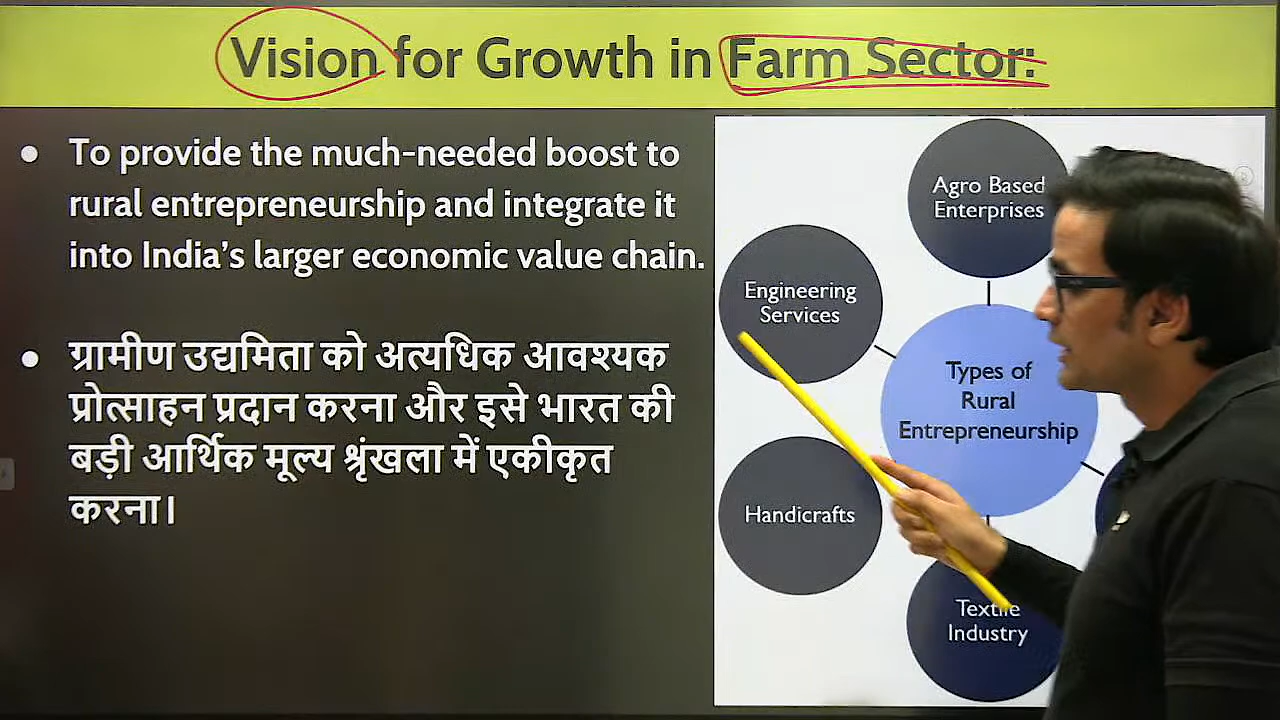 Vision for Growth in Farm Sector:
To provide the much-needed boost to
rural entrepreneurship and integrate it
into India's larger economic value chain.
ग्रामीण उद्यमिता को अत्यधिक आवश्यक
प्रोत्साहन प्रदान करना और इसे भारत की
बड़ी आर्थिक मूल्य श्रृंखला में एकीकृत
करना।
Agro Based
Enterprises
Engineering
Services
Types of
Rural
Entrepreneurship
Handicrafts
Textile
Industry